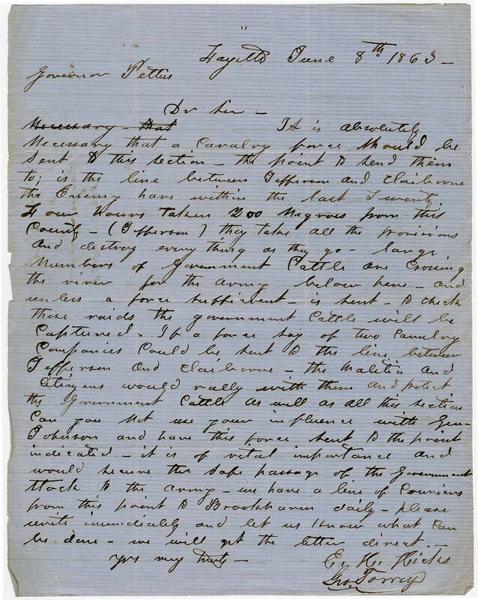 Fayette June 8th 1863 -
Governor Pettus
Dr Sir -
Necessary - that It is absolutely
Necessary that a Cavalry force should be
sent to this section - the point to send them
to, is the line between Jefferson and Claiborne
the Enemy have within the last Twenty
Four hours taken 200 Negroes from this
County - (Jefferson) they take all the provisions
and destroy everything as they go - large
Numbers of Government Cattle are Crossing
the river for the Army below here - and
unless a force sufficient - is sent - to check
these raids the government Cattle will be
Captured. If a force say of two Cavalry
Companies Could be sent to the line between
Jefferson and Claiborne - the Malitia and
Citizens would rally with them and protect
the Government Cattle as well as all this section
Can you not use your influence with Gen
Johnson and have this force sent to the point
indicated - it is of vital importance and
would secure the safe passage of the Government
Stock to the Army - we have a line of Couriers
from this point to Brookhaven daily - please
write immediately and let us know what can
be done - we will get the letter direct -
yrs very truly - E. H. Hicks
Geo Torrey